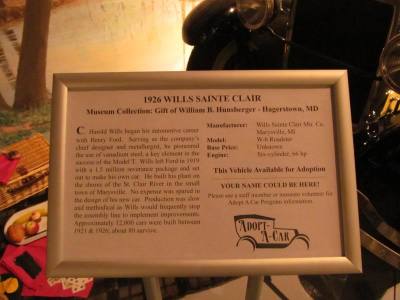 1926 WILLS SAINTE CLAIR
Museum Collection: Gift of William B. Hunsberger - Hagerstown, MD
C. Harold Wills began his automotive career
with Henry Ford. Serving as the company's
chief designer and metallurgist, he pioneered
the use of vanadium steel, a key element in the
success of the Model T. Wills left Ford in 1919
with a 1.5 million severance package and set
out to make his own car. He built his plant on
the shores of the St. Clair River in the small
town of Marysville. No expense was spared in
the design of his new car. Production was slow
and methodical as Wills would frequently stop
the assembly line to implement improvements.
Approximately 12,000 cars were built between
1921 & 1926; about 80 survive.
Manufacturer: Wills Sainte Clair Mtr. Co.
Marysville, MI
Model: W-6 Roadster
Base Price: Unknown
Engine: Six-cylinder, 66 hp
This Vehicle Available for Adoption
YOUR NAME COULD BE HERE!
Please see a staff member or museum volunteer for
Adopt A Car Program information.
ADOPT-
A-CAR